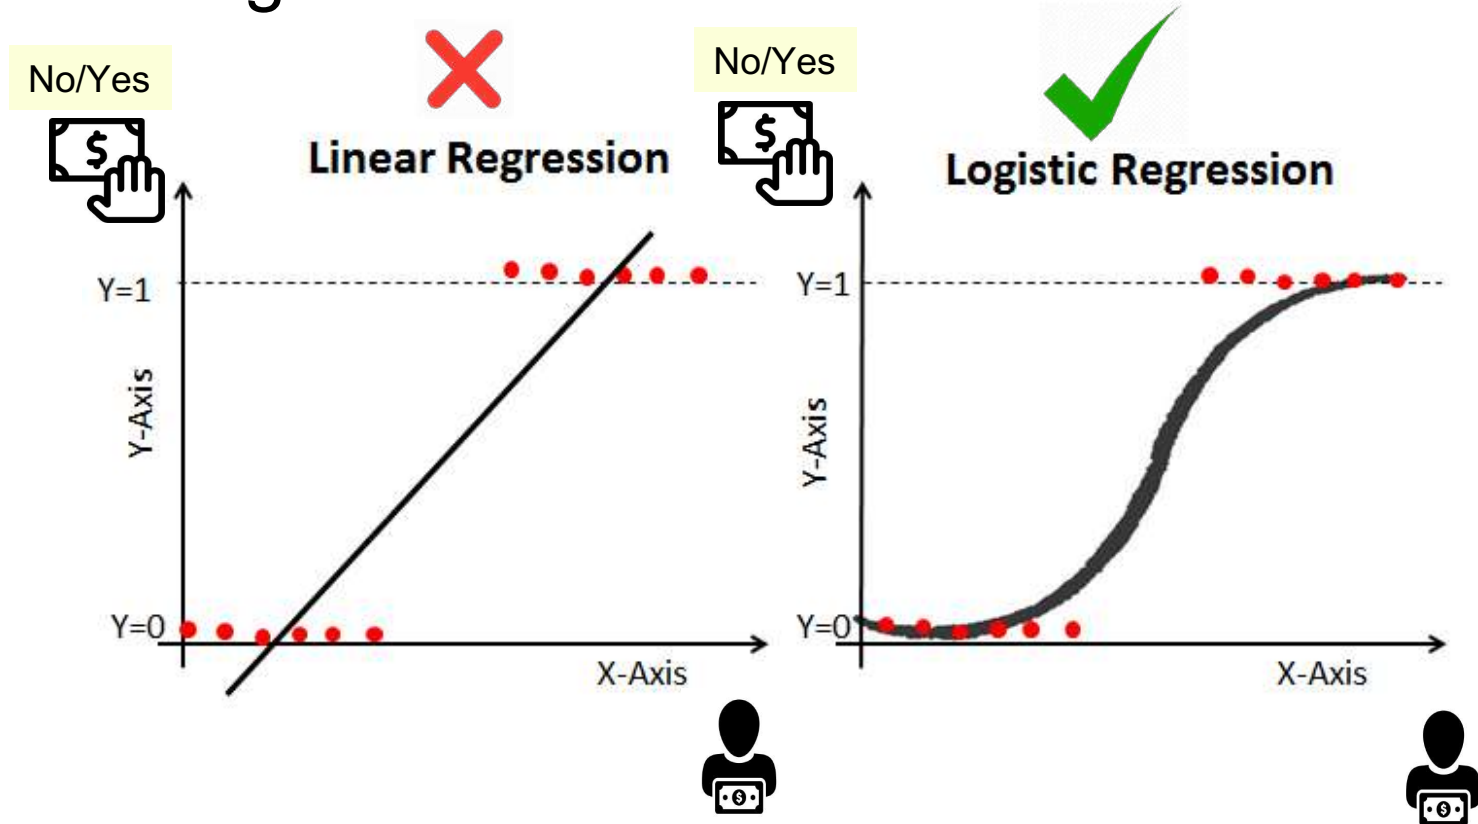 No/Yes
Linear Regression
Y=1
Y-Axis
Y=0
X-Axis
$
No/Yes
Logistic Regression
Y=1
Y-Axis
Y=0
X-Axis
$
$
$